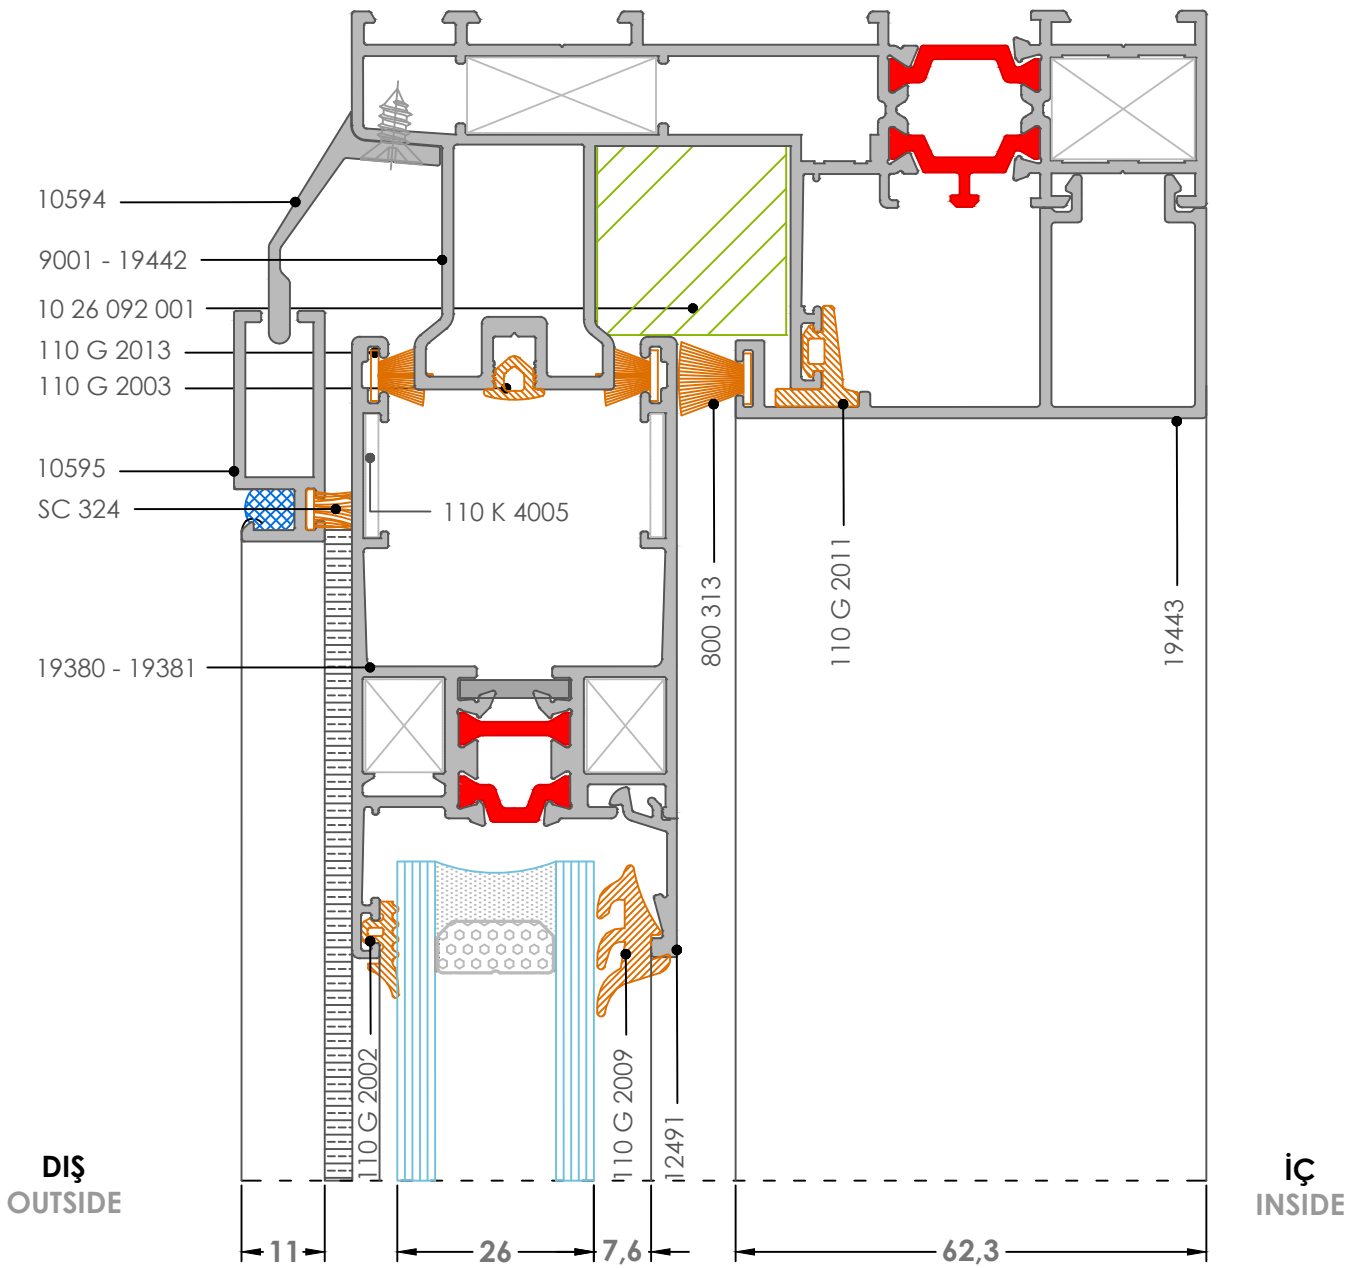 10594
9001 - 19442
10 26 092 001
110 G 2013
110 G 2003
10595
SC 324
110 K 4005
800 313
110 G 2011
19443
19380 - 19381
110 G 2002
110 G 2009
12491
DIŞ
OUTSIDE
İÇ
INSIDE
11
26
7,6
62,3